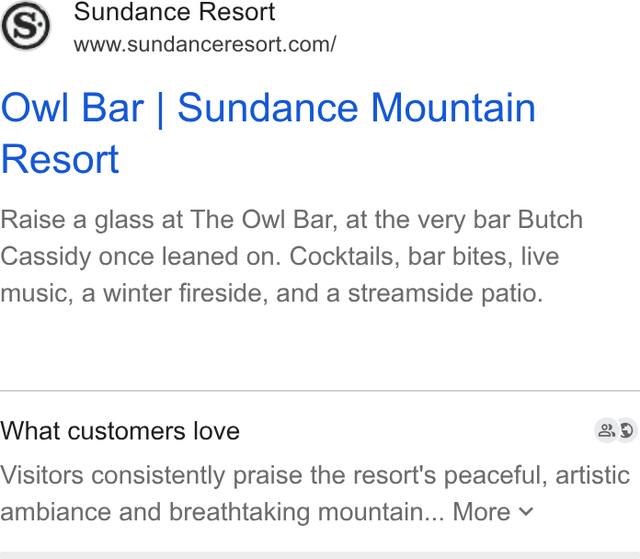 Sundance Resort
www.sundanceresort.com/
Owl Bar | Sundance Mountain
Resort
Raise a glass at The Owl Bar, at the very bar Butch
Cassidy once leaned on. Cocktails, bar bites, live
music, a winter fireside, and a streamside patio.
What customers love
Visitors consistently praise the resort's peaceful, artistic
ambiance and breathtaking mountain... More